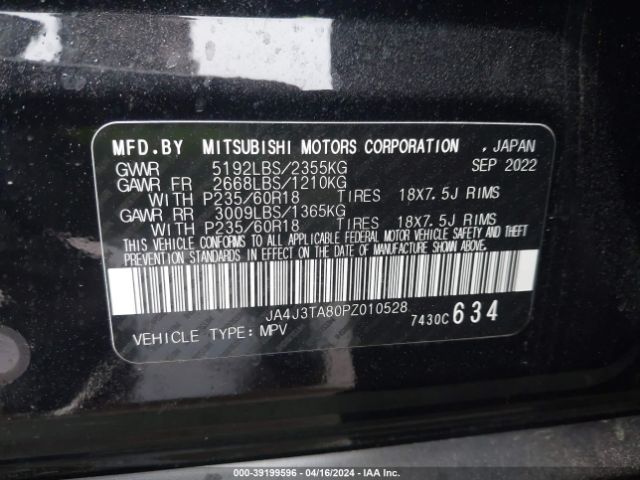 MFD.BY MITSUBISHI MOTORS CORPORATION , JAPAN
GVWR 5192LBS/2355KG SEP 2022
GAWR FR 2668LBS/1210KG
WITH P235/60R18 TIRES 18X7.5J RIMS
GAWR RR 3009LBS/1365KG
WITH P235/60R18 TIRES 18X7.5J RIMS
THIS VEHICLE CONFORMS TO ALL APPLICABLE FEDERAL MOTOR VEHICLE SAFETY AND THEFT
PREVENTION STANDARDS IN EFFECT ON THE DATE OF MANUFACTURE SHOWN ABOVE.
JA4J3TA80PZ010528
7430C 634
VEHICLE TYPE:MPV
000-39199596 - 04/16/2024 - IAA Inc.